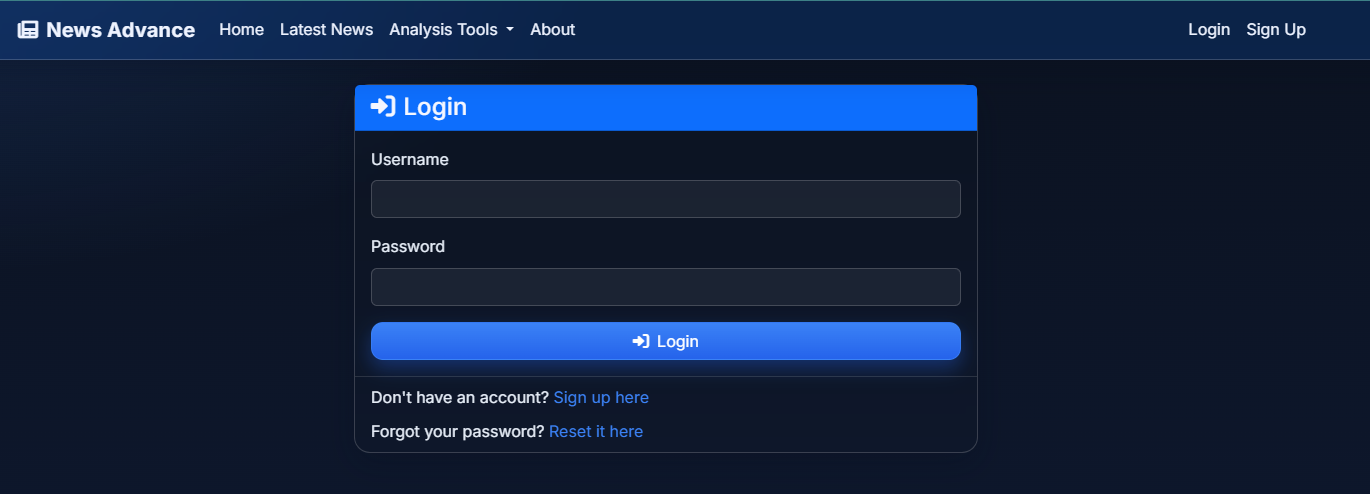 News Advance Home Latest News Analysis Tools About Login Sign Up
Login
Username
Password
Login
Don't have an account? Sign up here
Forgot your password? Reset it here